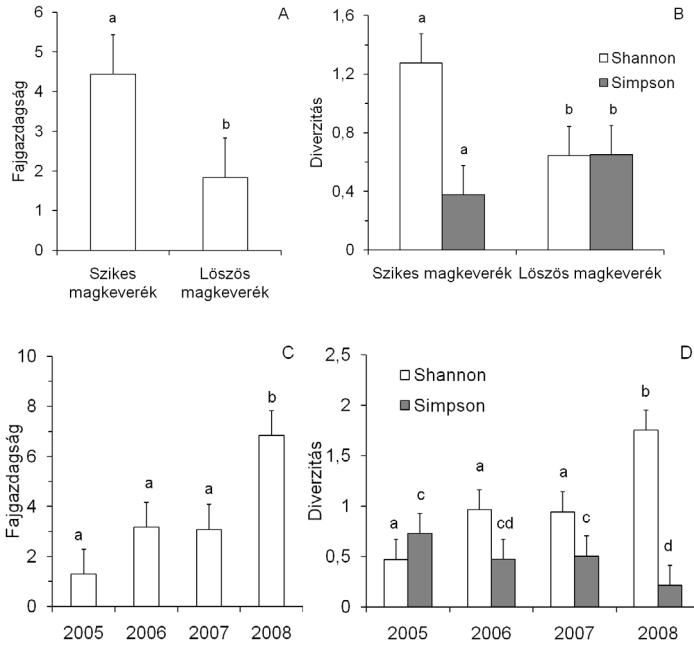 A
6
5
4
3
2
1
0
Fajgazdagság
a
b
Szikes
magkeverék
Löszös
magkeverék
B
1,6
1,2
0,8
0,4
0
Diverzitás
Shannon
Simpson
a
a
b
b
Szikes magkeverék
Löszös magkeverék
C
10
8
6
4
2
0
Fajgazdagság
a
a
a
b
2005
2006
2007
2008
D
2,5
2
1,5
1
0,5
0
Diverzitás
Shannon
Simpson
a
c
a
cd
a
c
b
d
2005
2006
2007
2008